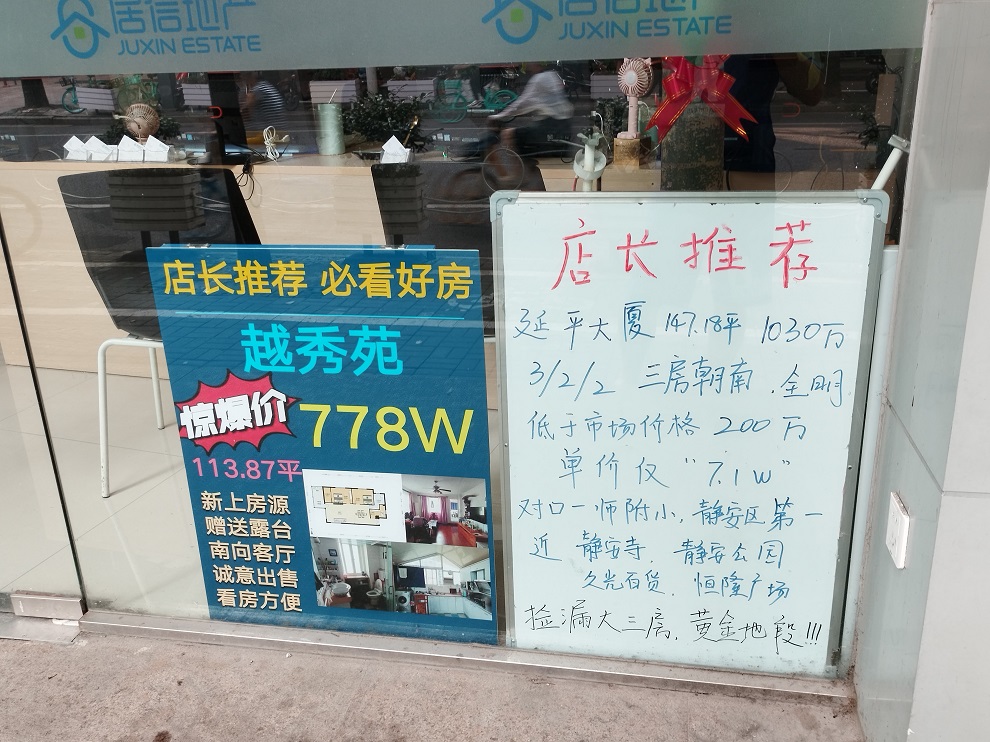 居信地产
JUXIN ESTATE
居信地产
JUXIN ESTATE
店长推荐 必看好房
越秀苑
惊爆价
778W
113.87平
新上房源
赠送露台
南向客厅
诚意出售
看房方便
店长推荐
延平大厦 147.18平 1030万
3/2/2 三房朝南.全明
低于市场价格 200万
单价仅 "7.1w"
对口一师附小,静安区第一
近 静安寺. 静安公园
久光百货. 恒隆广场
捡漏大三房.黄金地段!!!